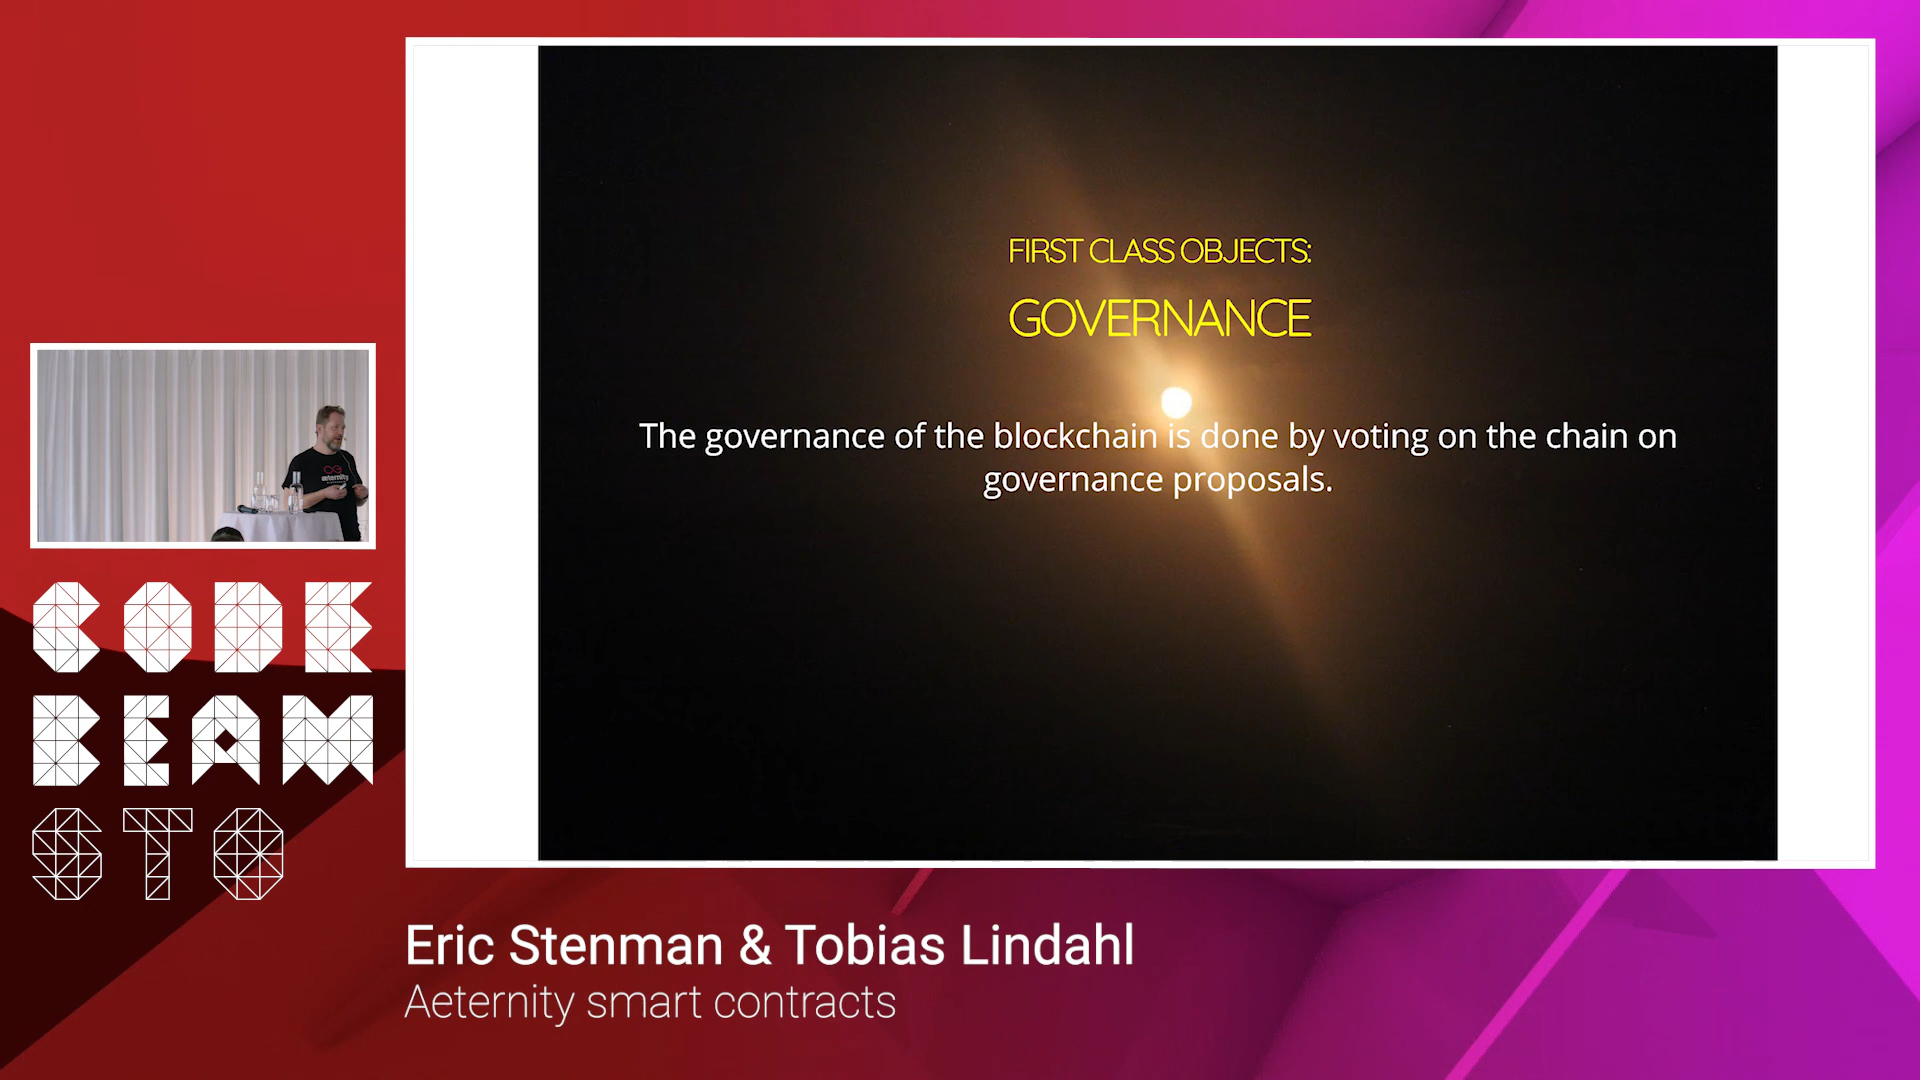 FIRST CLASS OBJECTS:
GOVERNANCE
The governance of the blockchain is done by voting on the chain on
governance proposals.
aeternity
CODE
BEAM
STO
Eric Stenman & Tobias Lindahl
Aeternity smart contracts